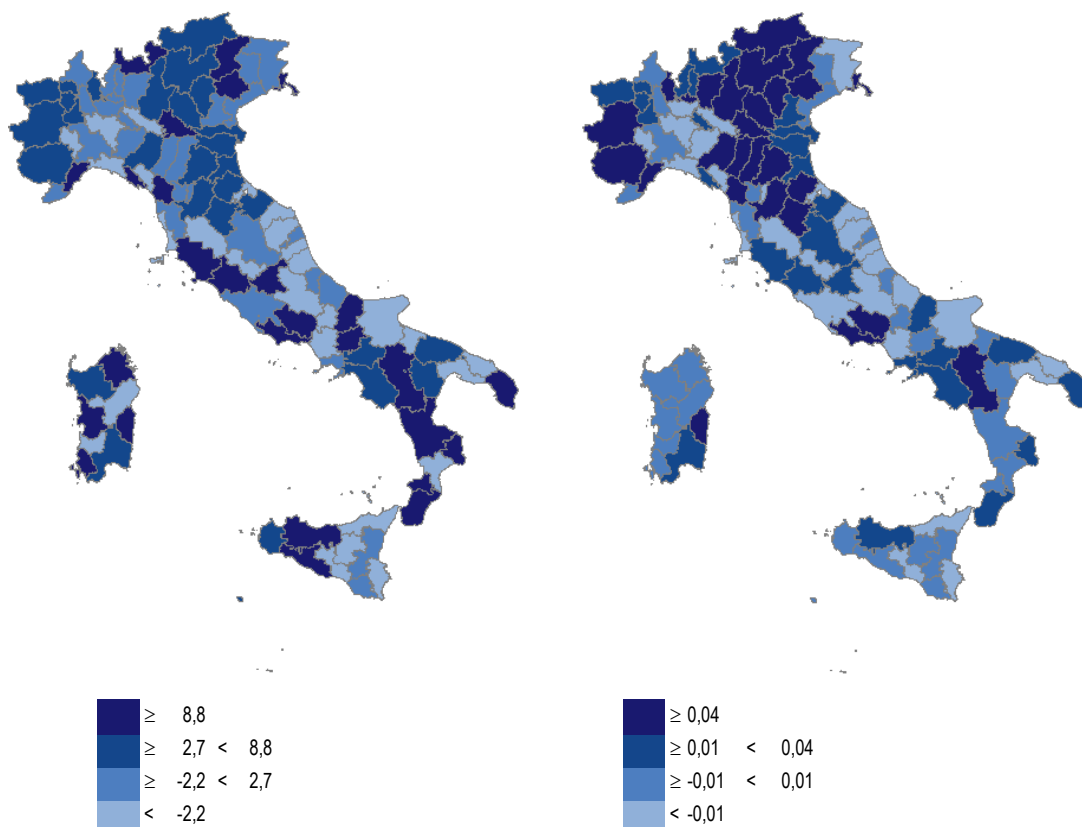 ≥ 8,8
≥ 2,7 < 8,8
≥ -2,2 < 2,7
< -2,2
≥ 0,04
≥ 0,01 < 0,04
≥ -0,01 < 0,01
< -0,01